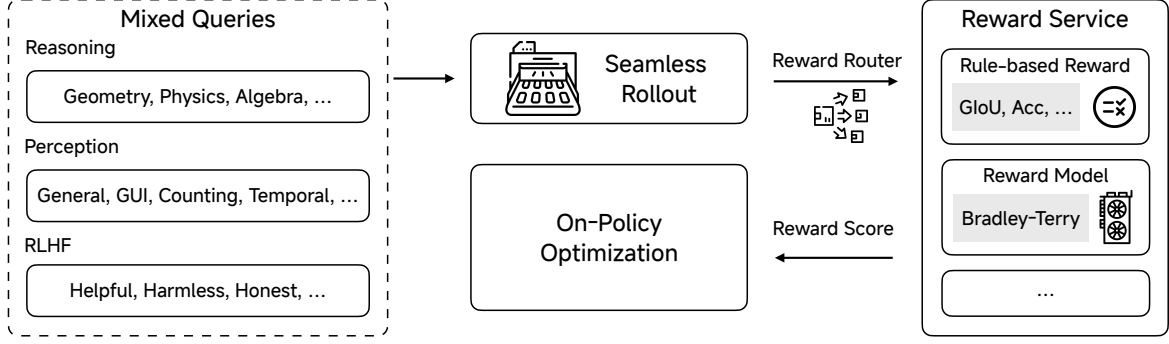 Mixed Queries
Reasoning
Geometry, Physics, Algebra, ...
Perception
General, GUI, Counting, Temporal, ...
RLHF
Helpful, Harmless, Honest, ...
Seamless
Rollout
On-Policy
Optimization
Reward Router
Reward Score
Reward Service
Rule-based Reward
GIoU, Acc, ...
Reward Model
Bradley-Terry
...